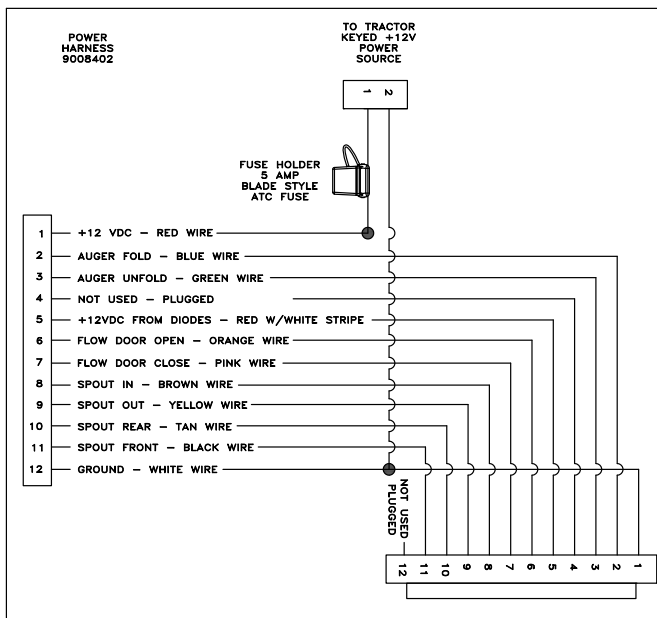 POWER
HARNESS
9008402
TO TRACTOR
KEYED +12V
POWER
SOURCE
1 2
FUSE HOLDER
5 AMP
BLADE STYLE
ATC FUSE
1 +12 VDC – RED WIRE
2 AUGER FOLD – BLUE WIRE
3 AUGER UNFOLD – GREEN WIRE
4 NOT USED – PLUGGED
5 +12VDC FROM DIODES – RED W/WHITE STRIPE
6 FLOW DOOR OPEN – ORANGE WIRE
7 FLOW DOOR CLOSE – PINK WIRE
8 SPOUT IN – BROWN WIRE
9 SPOUT OUT – YELLOW WIRE
10 SPOUT REAR – TAN WIRE
11 SPOUT FRONT – BLACK WIRE
12 GROUND – WHITE WIRE
NOT USED
PLUGGED
12 11 10 9 8 7 6 5 4 3 2 1